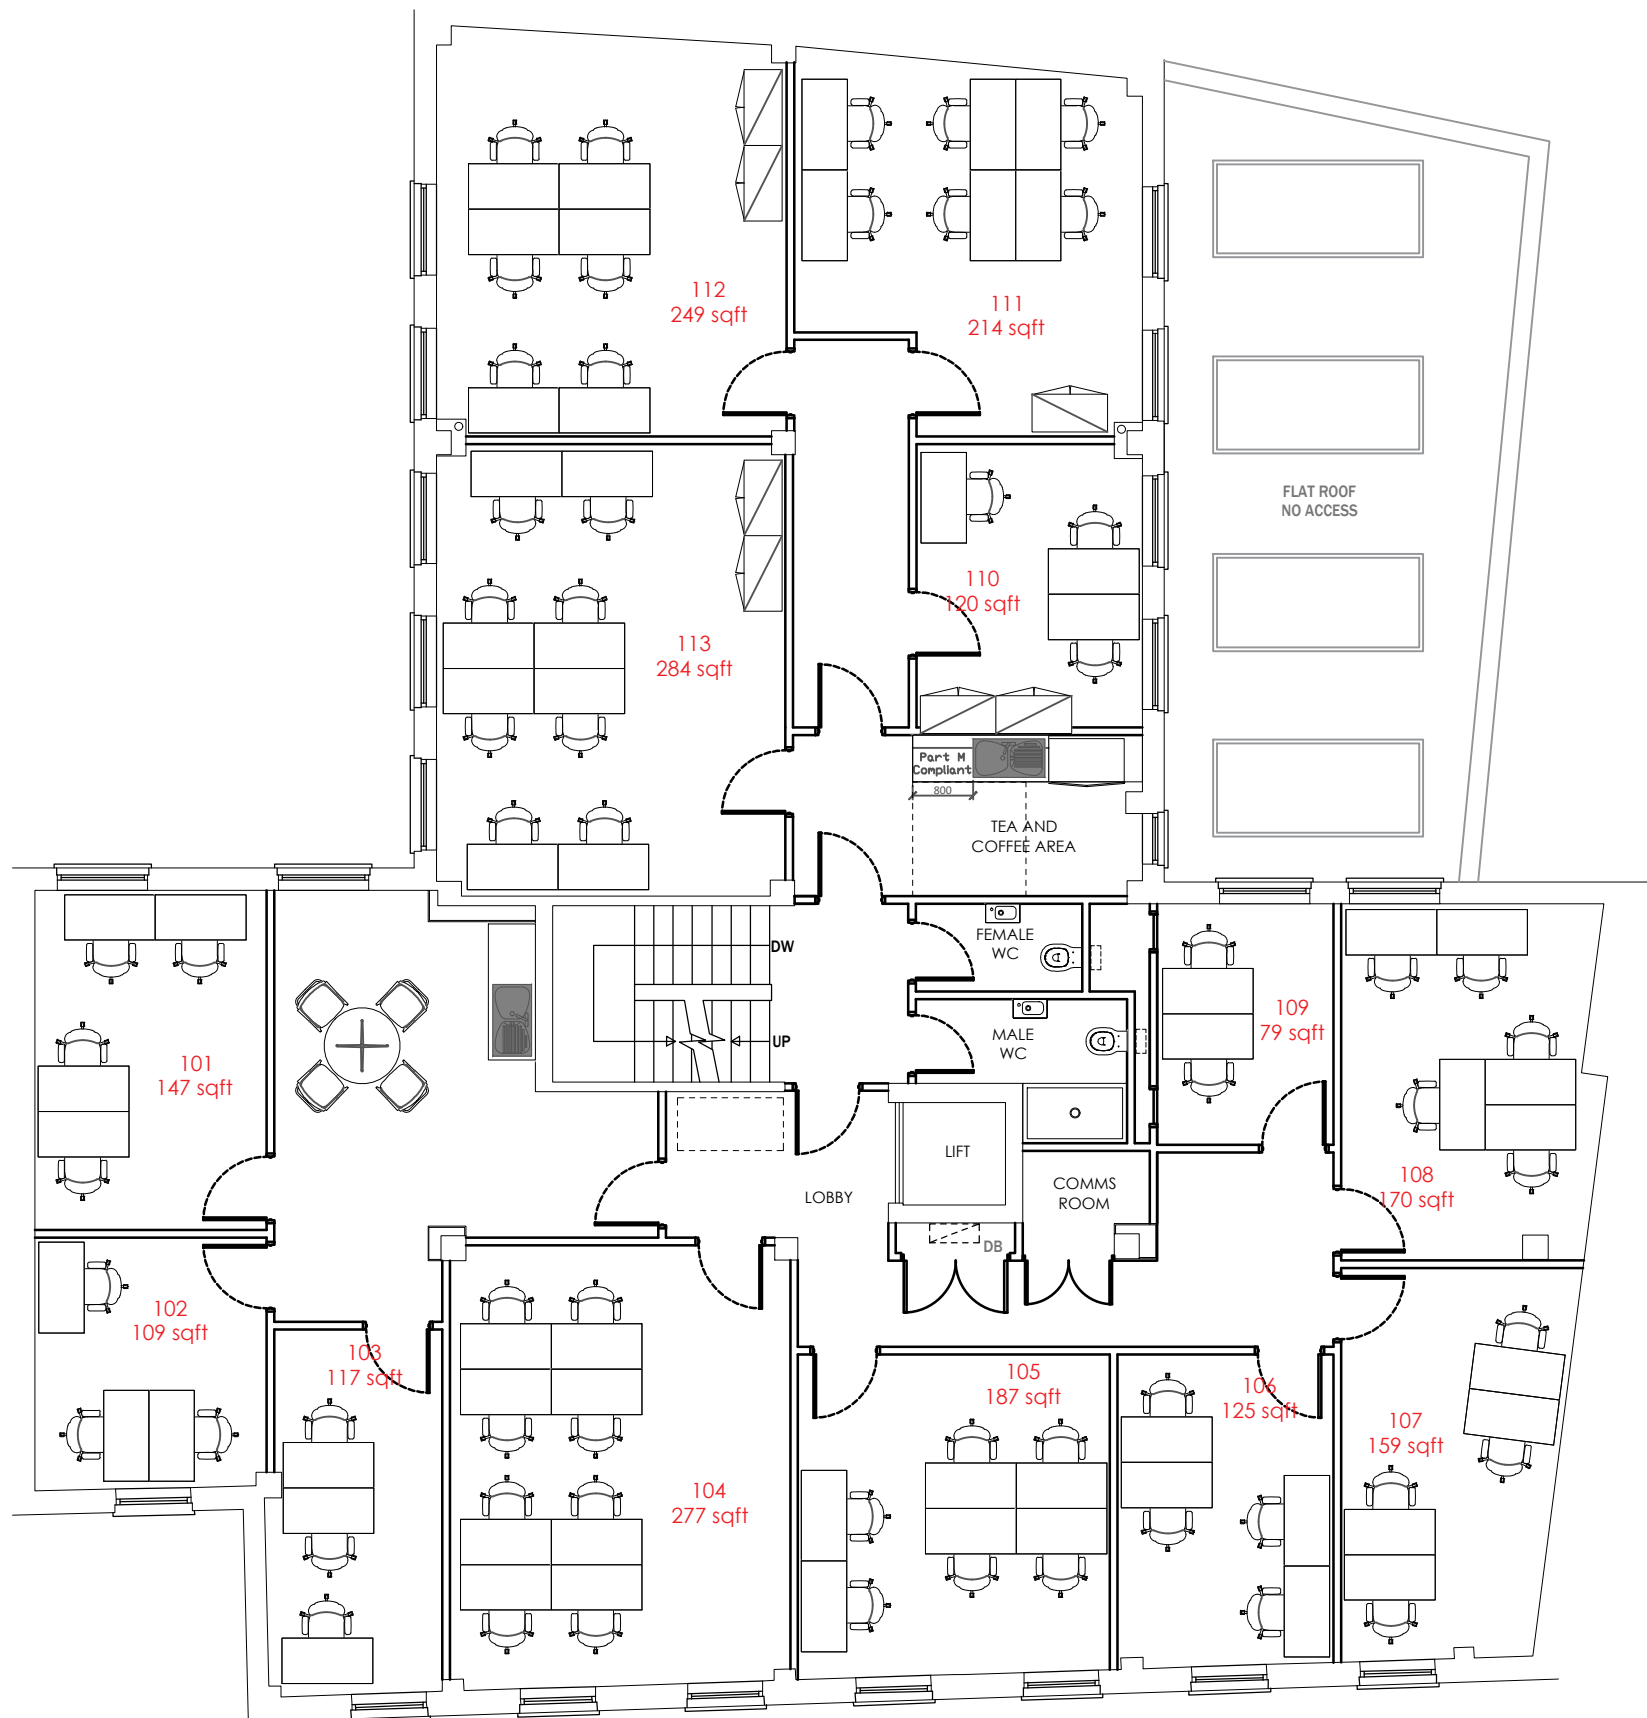 112
249 sqft
111
214 sqft
FLAT ROOF
NO ACCESS
110
120 sqft
113
284 sqft
Part M
Compliant
800
TEA AND
COFFEE AREA
DW
UP
FEMALE
WC
MALE
WC
109
79 sqft
101
147 sqft
LIFT
LOBBY
COMMS
ROOM
DB
108
170 sqft
102
109 sqft
103
117 sqft
104
277 sqft
105
187 sqft
106
125 sqft
107
159 sqft